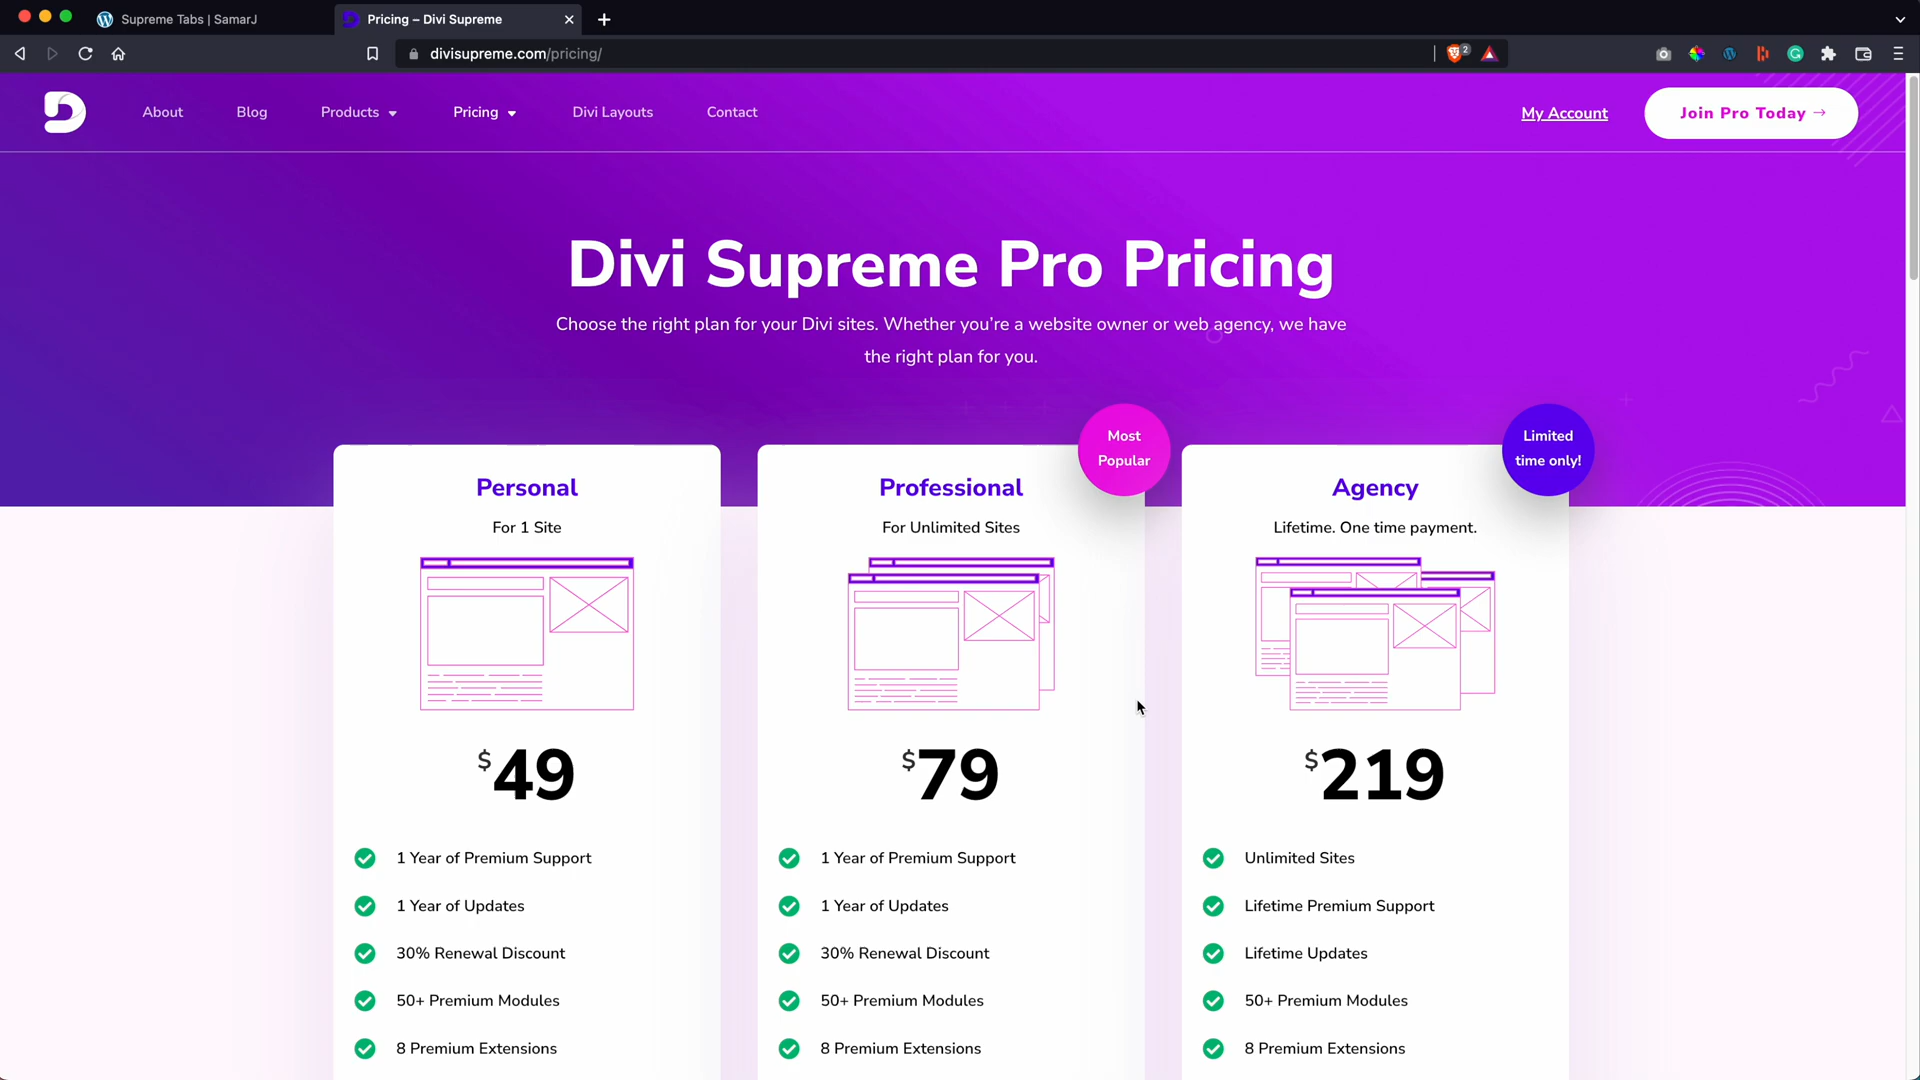 Supreme Tabs | SamarJ
Pricing – Divi Supreme
divisupreme.com/pricing/
2
About
Blog
Products
Pricing
Divi Layouts
Contact
My Account
Join Pro Today →
Divi Supreme Pro Pricing
Choose the right plan for your Divi sites. Whether you’re a website owner or web agency, we have
the right plan for you.
Personal
For 1 Site
$49
1 Year of Premium Support
1 Year of Updates
30% Renewal Discount
50+ Premium Modules
8 Premium Extensions
Most
Popular
Professional
For Unlimited Sites
$79
1 Year of Premium Support
1 Year of Updates
30% Renewal Discount
50+ Premium Modules
8 Premium Extensions
Limited
time only!
Agency
Lifetime. One time payment.
$219
Unlimited Sites
Lifetime Premium Support
Lifetime Updates
50+ Premium Modules
8 Premium Extensions